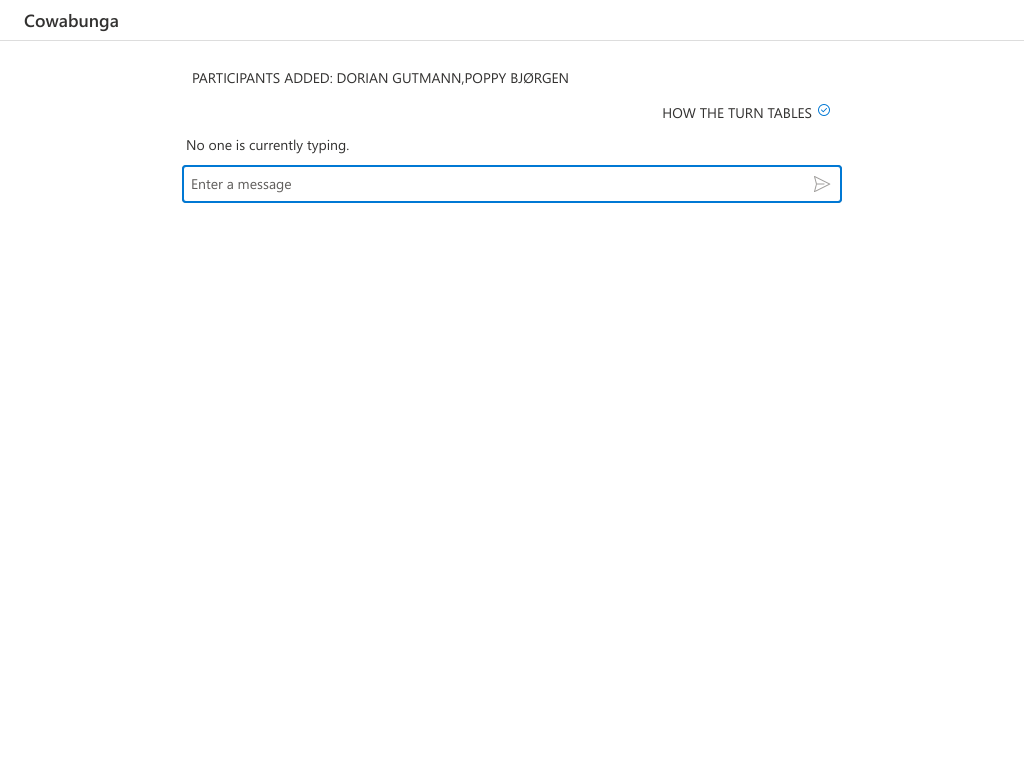 Cowabunga
PARTICIPANTS ADDED: DORIAN GUTMANN,POPPY BJØRGEN
HOW THE TURN TABLES
No one is currently typing.
Enter a message